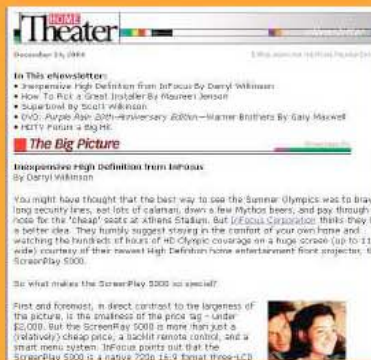 HOME
Theater
In This eNewsletter:
• Inexpensive High Definition from InFocus By Darryl Wilkinson
• How To Pick a Great Installer By Maureen Jenson
• Superbowl By Scott Wilkinson
• DVD: Purple Rain 20th-Anniversary Edition—Warner Brothers By Gary Maxwell
• HDTV Forum a Big Hit
The Big Picture
Inexpensive High Definition from InFocus
By Darryl Wilkinson
You might have thought that the best way to see the Summer Olympics was to brav
long security lines, eat lots of calamari, down a few Mythos beers, and pay through
nose for the 'cheap' seats at Athens Stadium. But InFocus Corporation thinks they
a better idea. They humbly suggest staying in the comfort of your own home and
watching the hundreds of hours of HD Olympic coverage on a huge screen (up to
wide) courtesy of their newest High Definition home entertainment front projector,
ScreenPlay 5000.
So what makes the ScreenPlay 5000 so special?
First and foremost, in direct contrast to the largeness of
the picture, is the smallness of the price tag - under
$2,000. But the ScreenPlay 5000 is more than just a
(relatively) cheap price, a backlit remote control, and a
smart menu system. InFocus points out that the
ScreenPlay 5000 is a native 720p 16:9 format three-LCD